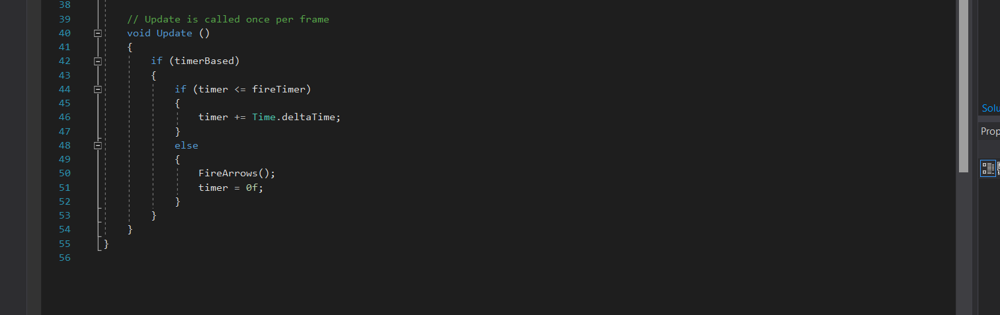 38
39 // Update is called once per frame
40 void Update ()
41 {
42 if (timerBased)
43 {
44 if (timer <= fireTimer)
45 {
46 timer += Time.deltaTime;
47 }
48 else
49 {
50 FireArrows();
51 timer = 0f;
52 }
53 }
54 }
55 }
56
Solu
Prop